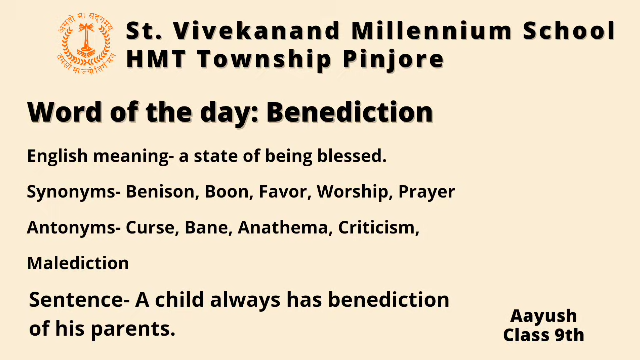 St. Vivekanand Millennium School
HMT Township Pinjore
Word of the day: Benediction
English meaning- a state of being blessed.
Synonyms- Benison, Boon, Favor, Worship, Prayer
Antonyms- Curse, Bane, Anathema, Criticism,
Malediction
Sentence- A child always has benediction
of his parents.
Aayush
Class 9th